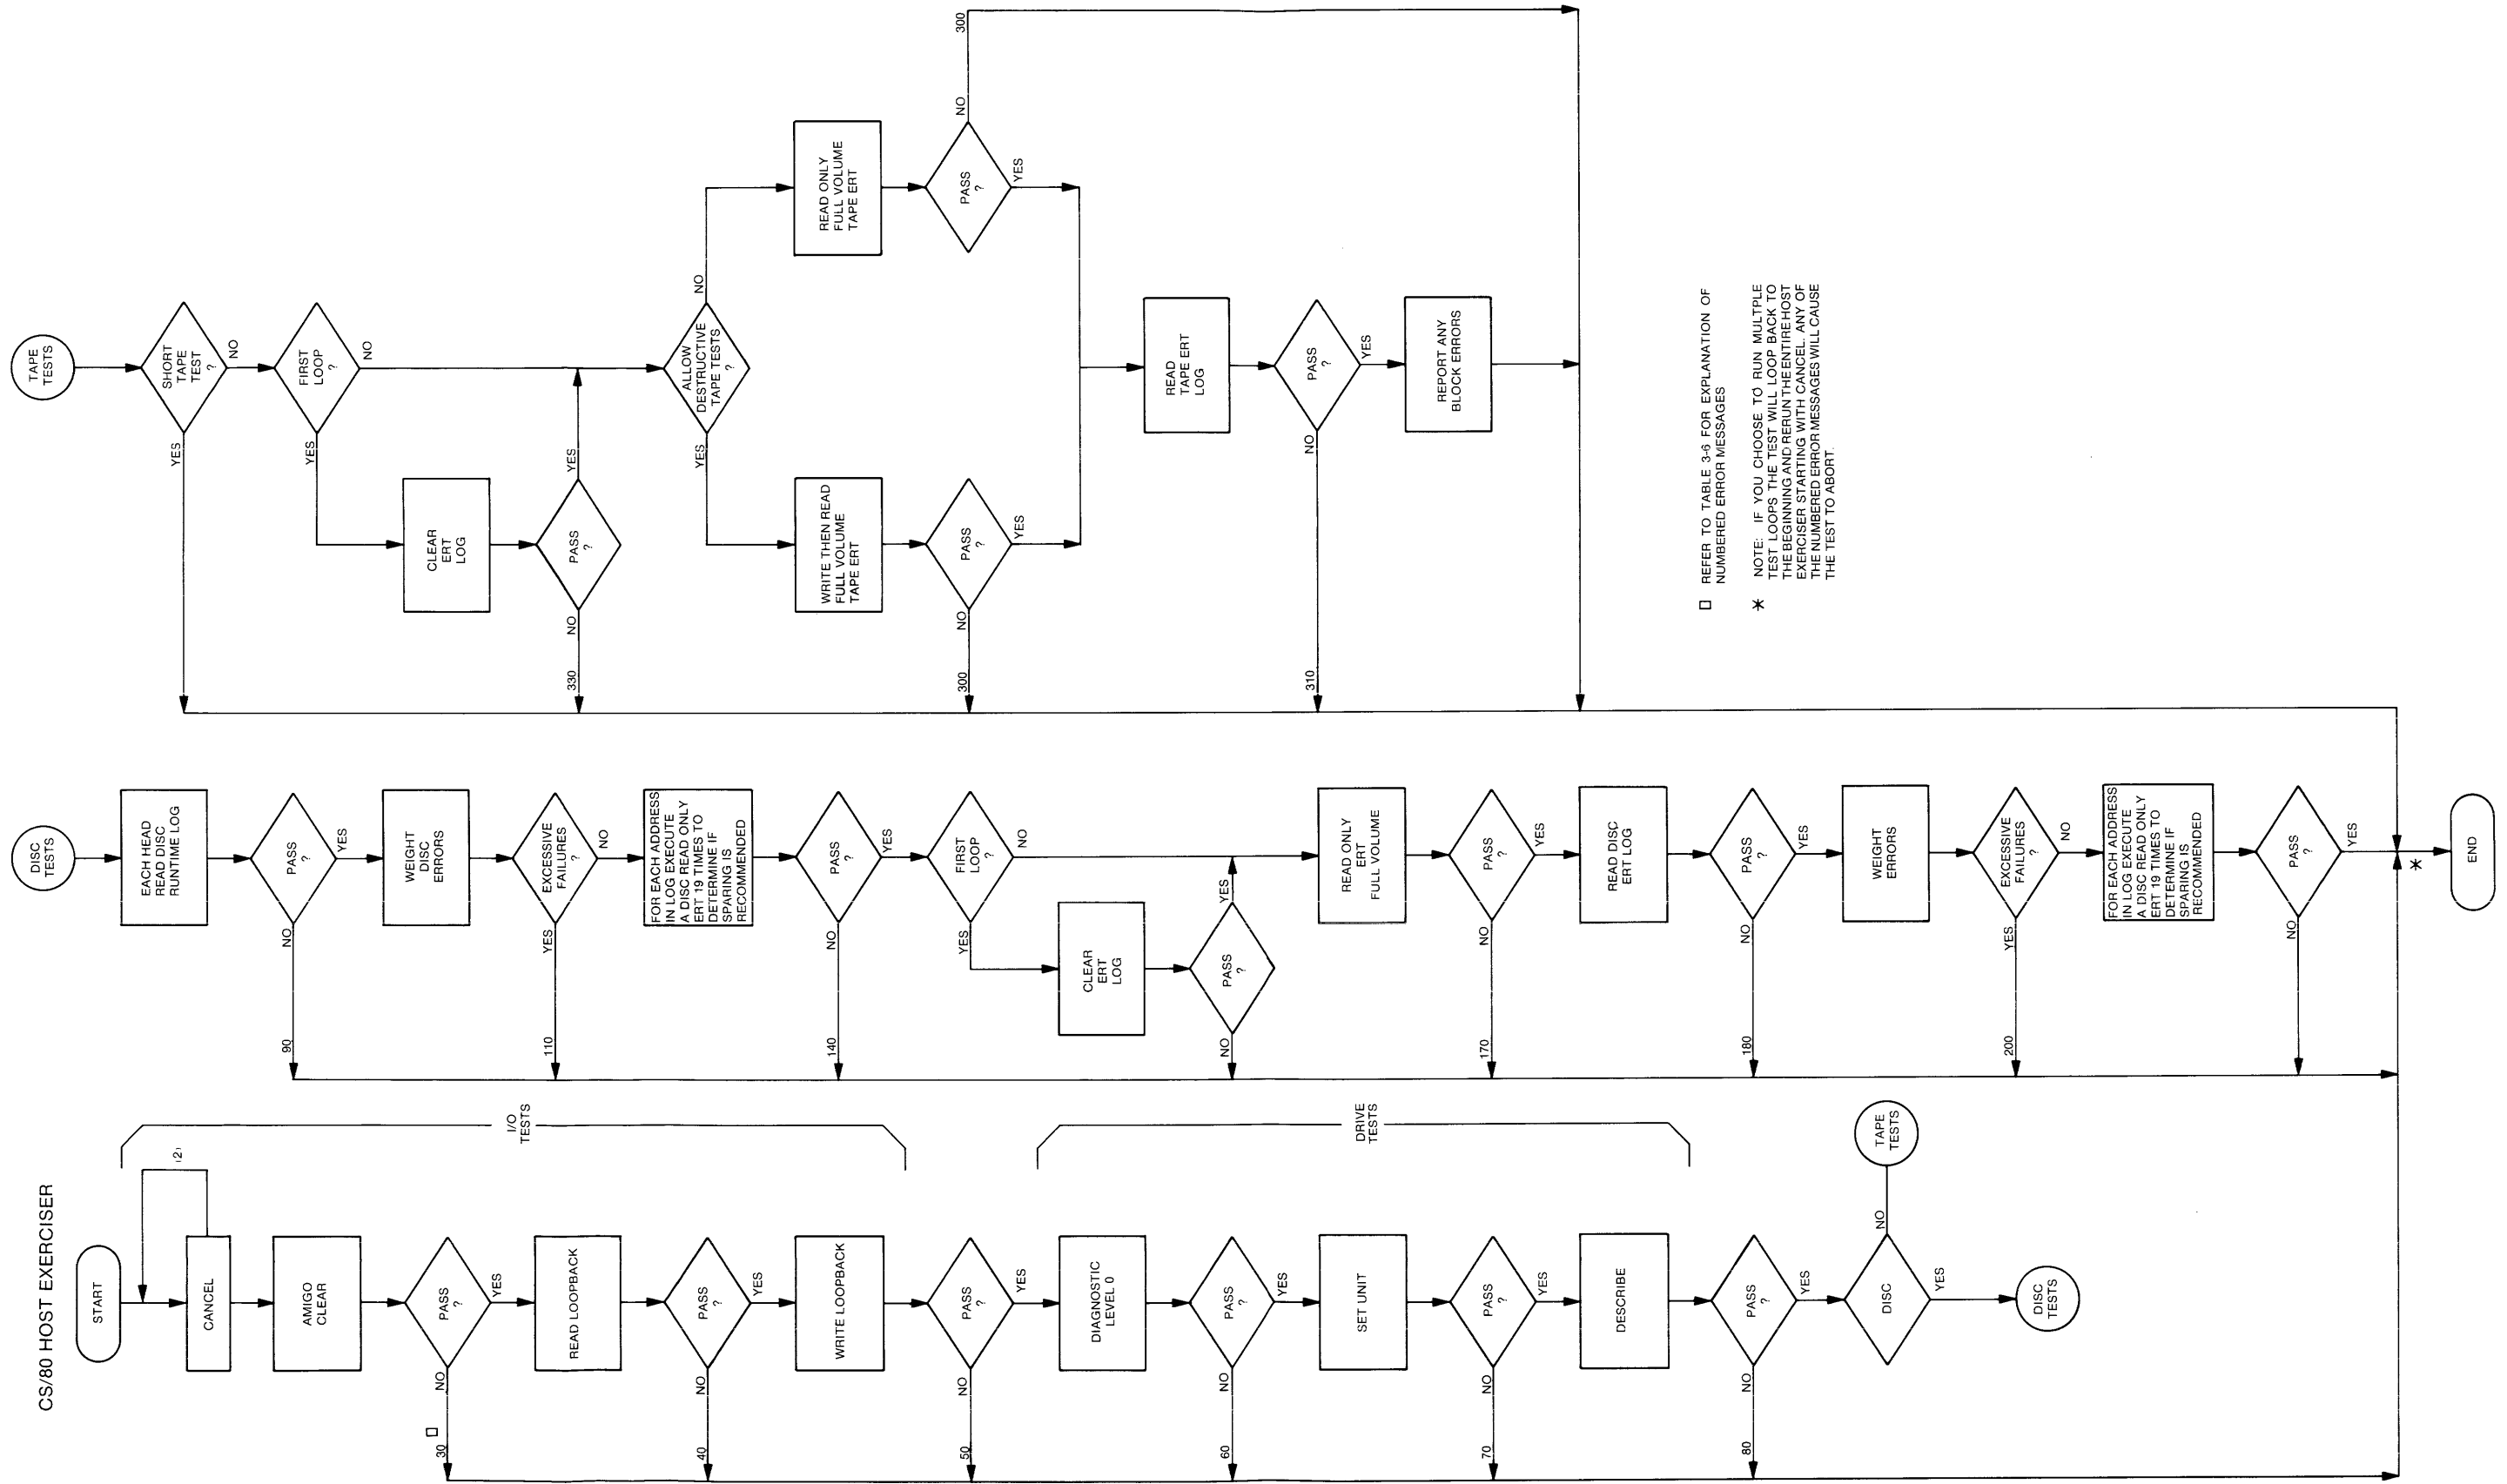 CS/80 HOST EXERCISER
START
(2)
CANCEL
AMIGO
CLEAR
PASS
?
NO
30
YES
READ LOOPBACK
PASS
?
NO
40
YES
WRITE LOOPBACK
PASS
?
NO
50
YES
I/O
TESTS
DIAGNOSTIC
LEVEL 0
PASS
?
NO
60
YES
SET UNIT
PASS
?
NO
70
YES
DESCRIBE
PASS
?
NO
80
YES
DRIVE
TESTS
DISC
NO
TAPE
TESTS
YES
DISC
TESTS
DISC
TESTS
EACH HEAD
READ DISC
RUNTIME LOG
PASS
?
NO
90
YES
WEIGHT
DISC
ERRORS
EXCESSIVE
FAILURES
?
YES
110
NO
FOR EACH ADDRESS
IN LOG EXECUTE
A DISC READ ONLY
ERT 19 TIMES TO
DETERMINE IF
SPARING IS
RECOMMENDED
PASS
?
NO
140
YES
FIRST
LOOP
?
YES
NO
CLEAR
ERT
LOG
PASS
?
NO
YES
READ ONLY
ERT
FULL VOLUME
PASS
?
NO
170
YES
READ DISC
ERT LOG
PASS
?
NO
180
YES
WEIGHT
ERRORS
EXCESSIVE
FAILURES
?
YES
200
NO
FOR EACH ADDRESS
IN LOG EXECUTE
A DISC READ ONLY
ERT 19 TIMES TO
DETERMINE IF
SPARING IS
RECOMMENDED
PASS
?
NO
YES
*
END
TAPE
TESTS
SHORT
TAPE
TEST
?
YES
NO
FIRST
LOOP
?
YES
NO
CLEAR
ERT
LOG
PASS
?
NO
330
YES
ALLOW
DESTRUCTIVE
TAPE TESTS
?
YES
NO
WRITE THEN READ
FULL VOLUME
TAPE ERT
PASS
?
NO
300
YES
READ ONLY
FULL VOLUME
TAPE ERT
PASS
?
NO
300
YES
READ
TAPE ERT
LOG
PASS
?
NO
310
YES
REPORT ANY
BLOCK ERRORS
REFER TO TABLE 3-6 FOR EXPLANATION OF
NUMBERED ERROR MESSAGES
* NOTE: IF YOU CHOOSE TO RUN MULTPLE
TEST LOOPS THE TEST WILL LOOP BACK TO
THE BEGINNING AND RERUN THE ENTIRE HOST
EXERCISER STARTING WITH CANCEL. ANY OF
THE NUMBERED ERROR MESSAGES WILL CAUSE
THE TEST TO ABORT.